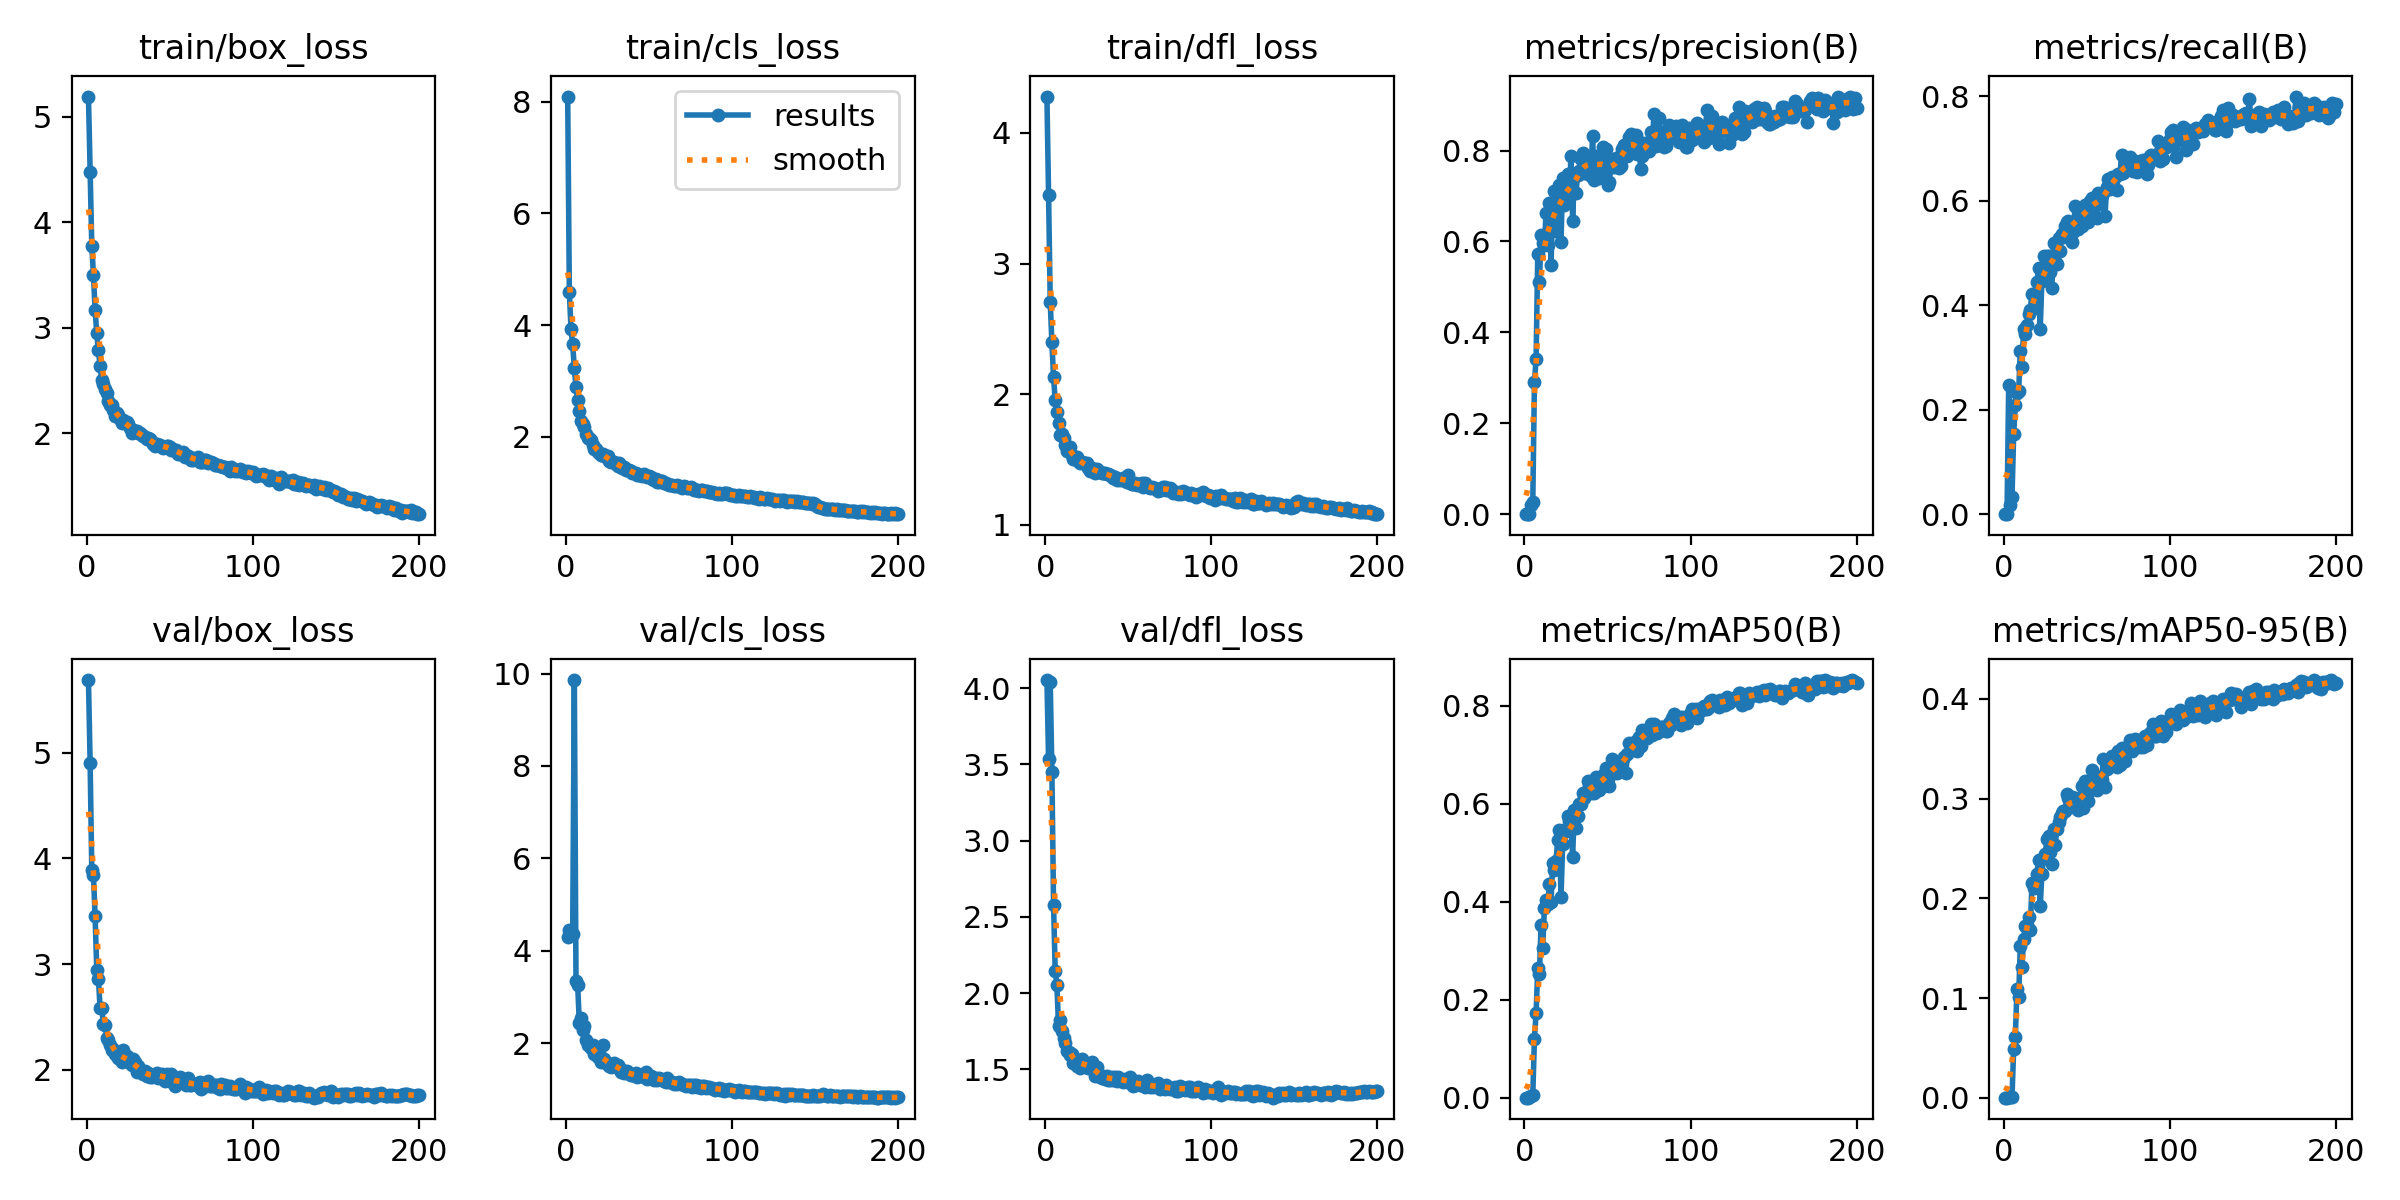 train/box_loss
5
4
3
2
0 100 200
train/cls_loss
results
smooth
8
6
4
2
0 100 200
train/dfl_loss
4
3
2
1
0 100 200
metrics/precision(B)
0.8
0.6
0.4
0.2
0.0
0 100 200
metrics/recall(B)
0.8
0.6
0.4
0.2
0.0
0 100 200
val/box_loss
5
4
3
2
0 100 200
val/cls_loss
10
8
6
4
2
0 100 200
val/dfl_loss
4.0
3.5
3.0
2.5
2.0
1.5
0 100 200
metrics/mAP50(B)
0.8
0.6
0.4
0.2
0.0
0 100 200
metrics/mAP50-95(B)
0.4
0.3
0.2
0.1
0.0
0 100 200